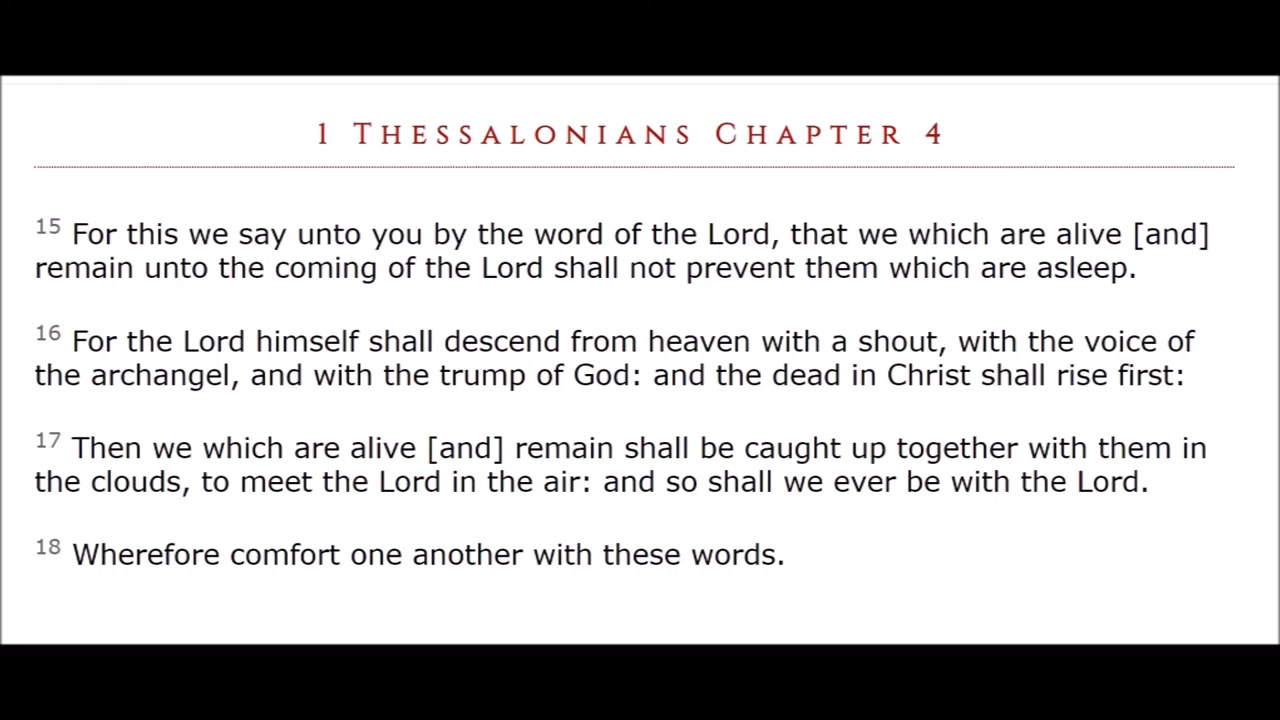 1 Thessalonians Chapter 4
15 For this we say unto you by the word of the Lord, that we which are alive [and]
remain unto the coming of the Lord shall not prevent them which are asleep.
16 For the Lord himself shall descend from heaven with a shout, with the voice of
the archangel, and with the trump of God: and the dead in Christ shall rise first:
17 Then we which are alive [and] remain shall be caught up together with them in
the clouds, to meet the Lord in the air: and so shall we ever be with the Lord.
18 Wherefore comfort one another with these words.